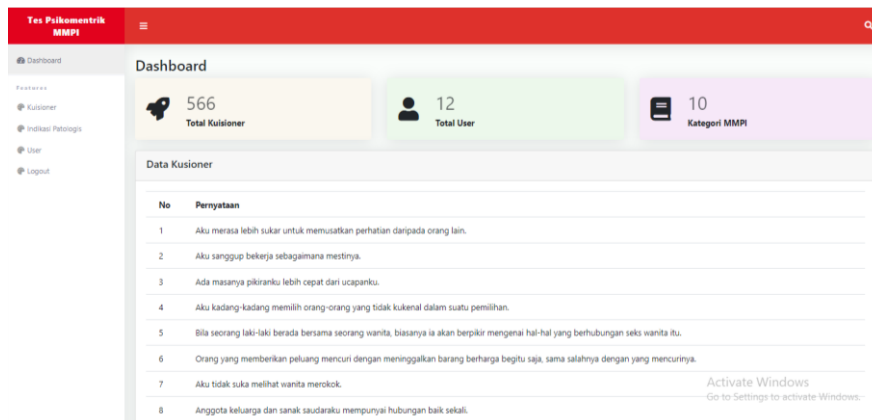 Tes Psikomentrik
MMPI
Dashboard
Features
Kuisioner
Indikasi Patologis
User
Logout
Dashboard
566
Total Kuisioner
12
Total User
10
Kategori MMPI
Data Kusioner
No Pernyataan
1 Aku merasa lebih sukar untuk memusatkan perhatian daripada orang lain.
2 Aku sanggup bekerja sebagaimana mestinya.
3 Ada masanya pikiranku lebih cepat dari ucapanku.
4 Aku kadang-kadang memilih orang-orang yang tidak kukenal dalam suatu pemilihan.
5 Bila seorang laki-laki berada bersama seorang wanita, biasanya ia akan berpikir mengenai hal-hal yang berhubungan seks wanita itu.
6 Orang yang memberikan peluang mencuri dengan meninggalkan barang berharga begitu saja, sama salahnya dengan yang mencurinya.
7 Aku tidak suka melihat wanita merokok.
8 Anggota keluarga dan sanak saudaraku mempunyai hubungan baik sekali.
Activate Windows
Go to Settings to activate Windows.